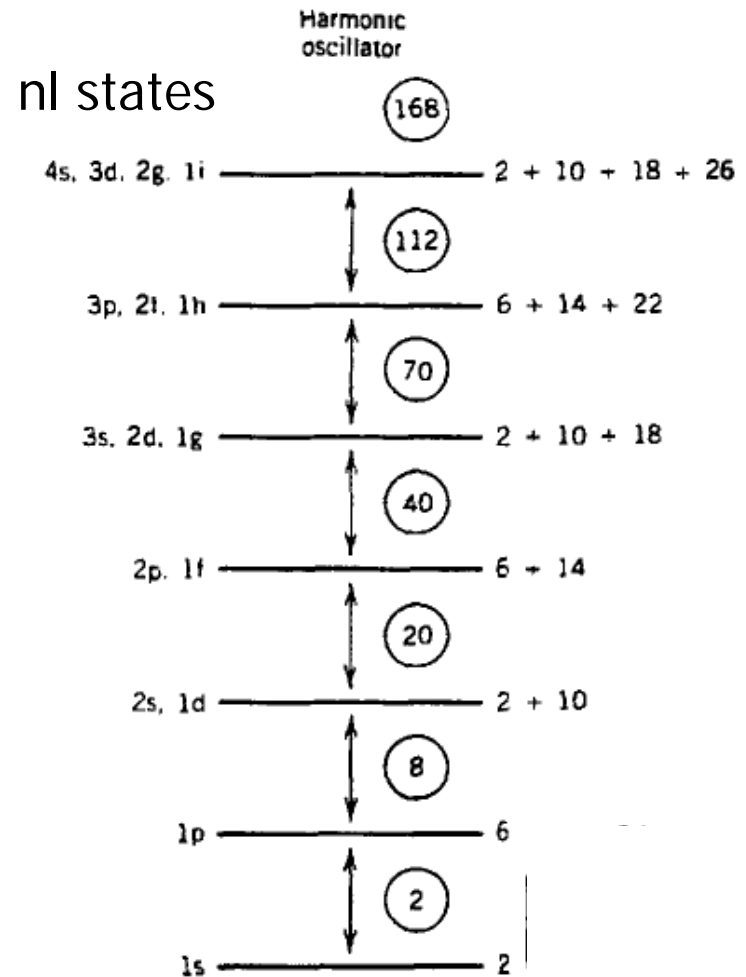 Harmonic
oscillator
nl states
168
4s, 3d, 2g. 1i 2 + 10 + 18 + 26
112
3p, 2f. 1h 6 + 14 + 22
70
3s, 2d, 1g 2 + 10 + 18
40
2p. 1f 6 + 14
20
2s, 1d 2 + 10
8
1p 6
2
1s 2